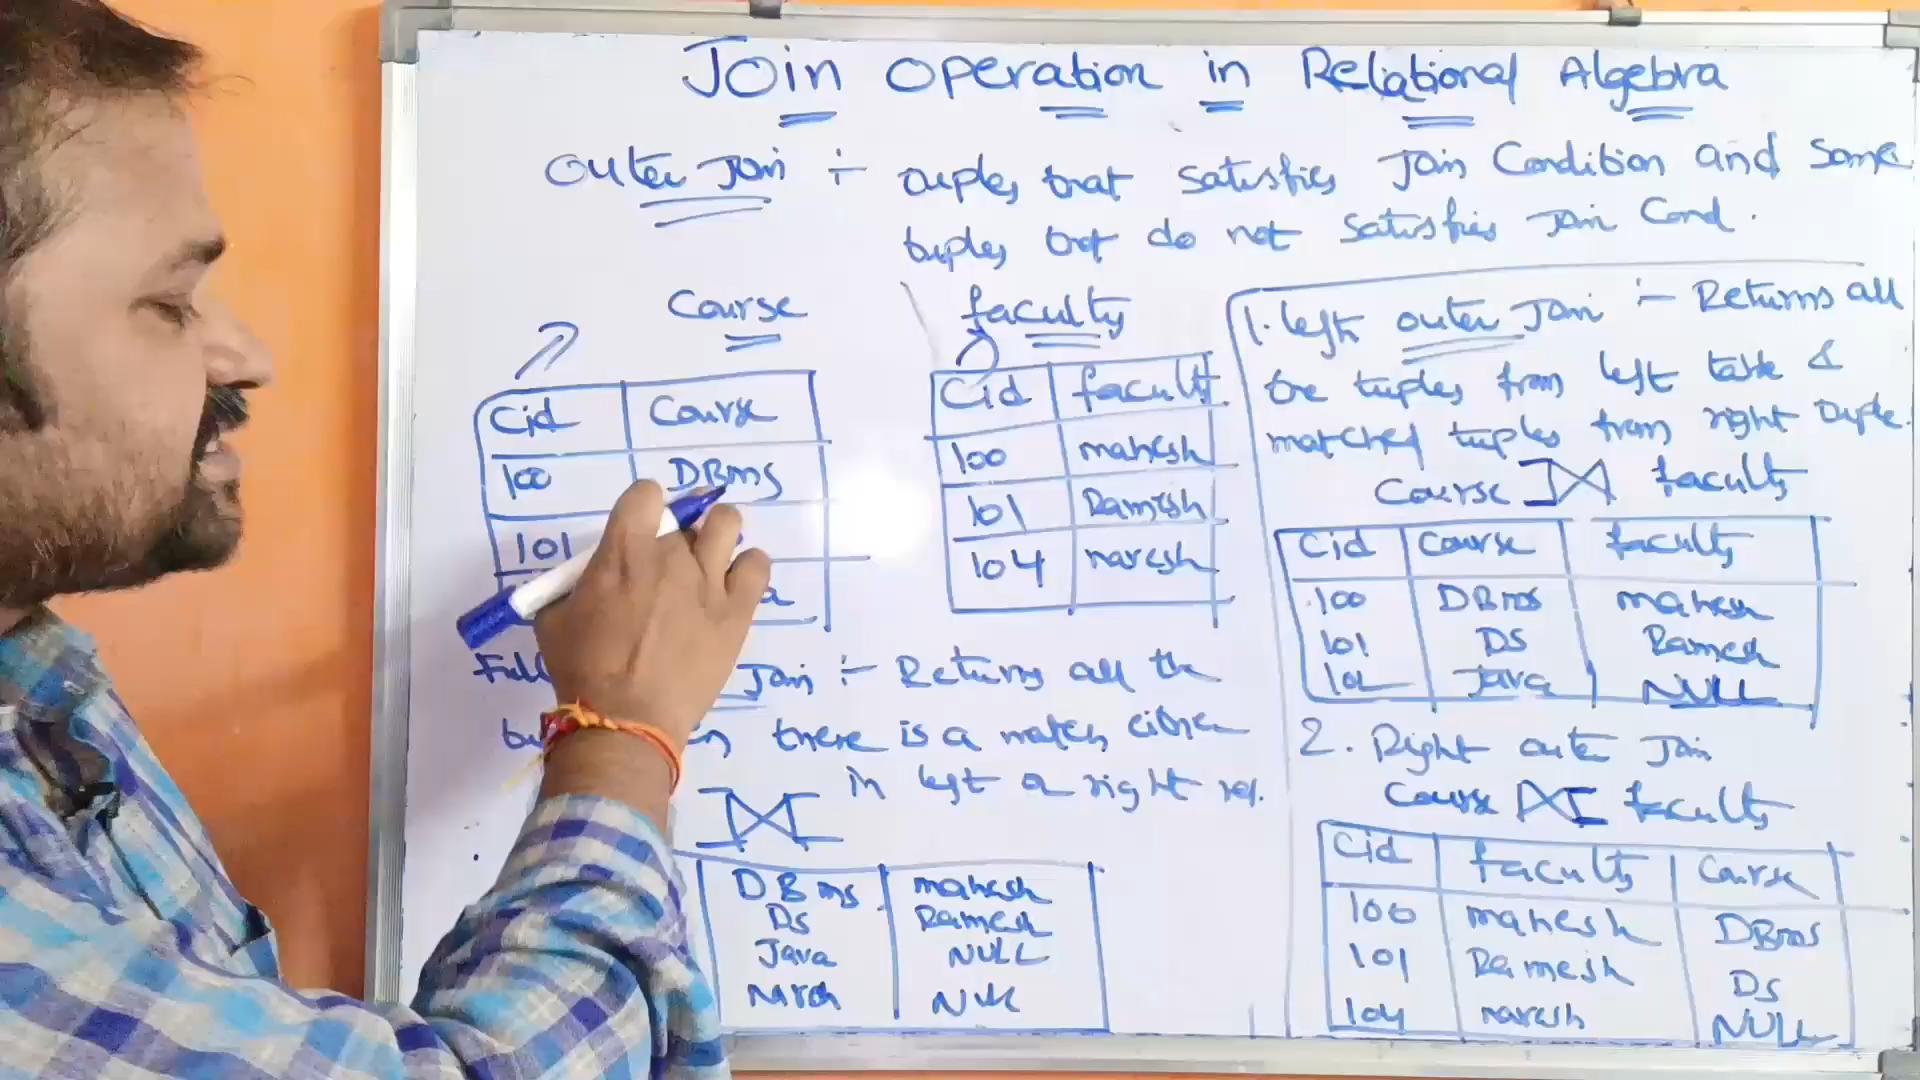 Join Operation in Relational Algebra
Outer Join :- tuples that satisfies Join Condition and some
tuples that do not satisfies Join Cond.
Course
Cid Course
100 DBms
101
faculty
Cid facult
100 mahesh
101 Ramesh
104 naresh
1. left outer Join :- Returns all
the tuples from left table &
matched tuples from right tuple.
Course ⟕ faculty
Cid Course faculty
100 DBms mahesh
101 DS Ramesh
102 Java NULL
2. Right outer Join
Course ⟖ faculty
Cid faculty Course
100 mahesh DBms
101 Ramesh DS
104 naresh NULL
Full Join :- Returns all the
there is a match either
in left or right rel.
⟗
DBms mahesh
Ds Ramesh
Java NULL